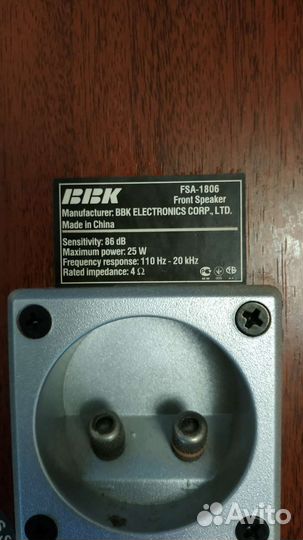 BBK
FSA-1806
Front Speaker
Manufacturer: BBK ELECTRONICS CORP., LTD.
Made in China
Sensitivity: 86 dB
Maximum power: 25 W
Frequency response: 110 Hz - 20 kHz
Rated impedance: 4 Ω
Avito